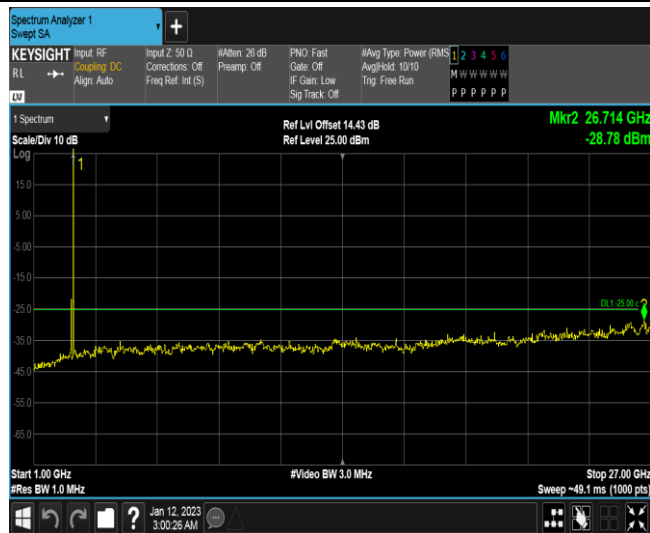 Spectrum Analyzer 1
Swept SA
+
KEYSIGHT
RL
LXI
Input: RF
Coupling: DC
Align: Auto
Input Z: 50 Ω
Corrections: Off
Freq Ref: Int (S)
#Atten: 26 dB
Preamp: Off
PNO: Fast
Gate: Off
IF Gain: Low
Sig Track: Off
#Avg Type: Power (RMS
Avg|Hold: 10/10
Trig: Free Run
1 2 3 4 5 6
M W W W W W
P P P P P P
1 Spectrum
Scale/Div 10 dB
Log
Ref Lvl Offset 14.43 dB
Ref Level 25.00 dBm
Mkr2 26.714 GHz
-28.78 dBm
1
15.0
5.00
-5.00
-15.0
-25.0
-35.0
-45.0
-55.0
-65.0
DL1 -25.00
2
Start 1.00 GHz
#Res BW 1.0 MHz
#Video BW 3.0 MHz
Stop 27.00 GHz
Sweep ~49.1 ms (1000 pts)
?
Jan 12, 2023
3:00:26 AM